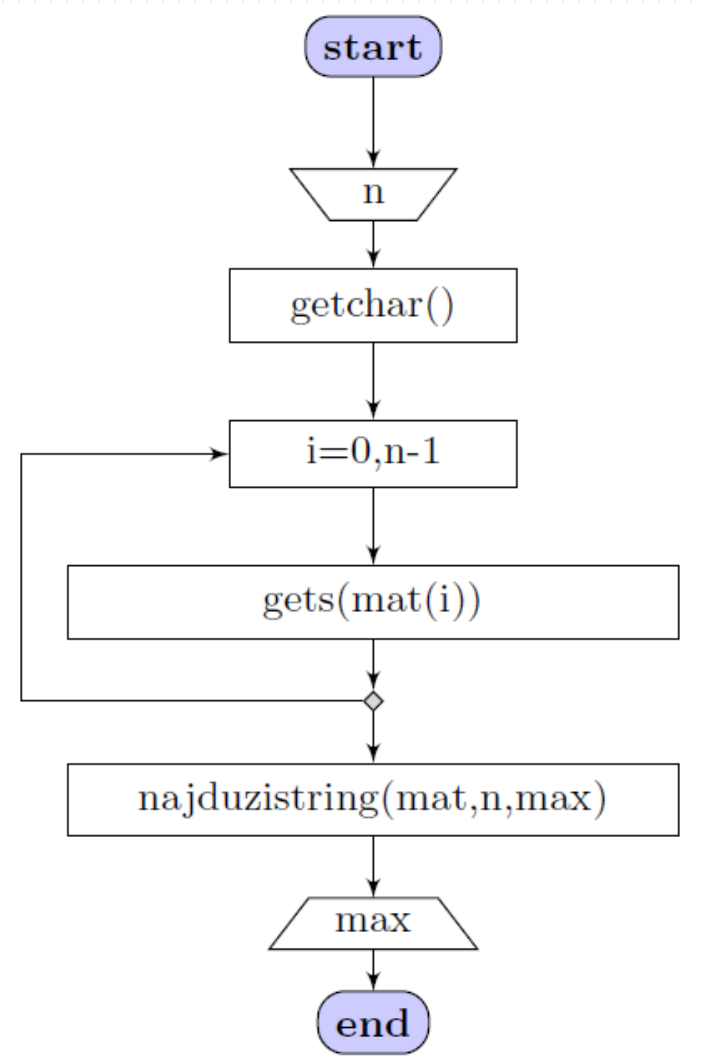 start
n
getchar()
i=0,n-1
gets(mat(i))
najduzistring(mat,n,max)
max
end